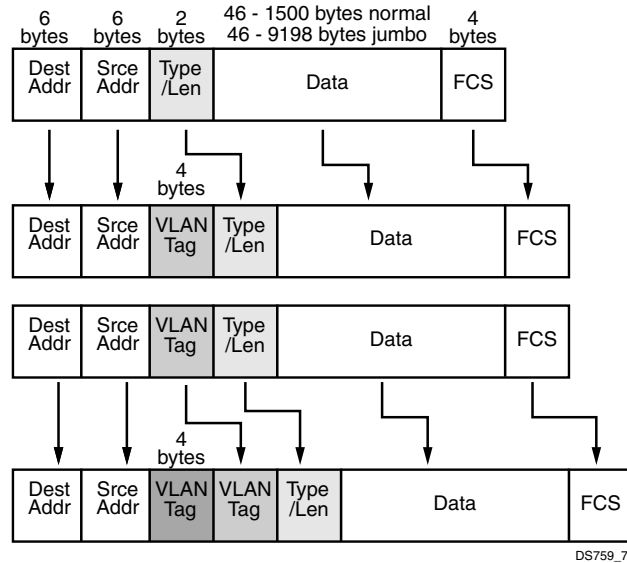 6 bytes
6 bytes
2 bytes
46 - 1500 bytes normal
46 - 9198 bytes jumbo
4 bytes
Dest Addr
Srce Addr
Type /Len
Data
FCS
4 bytes
Dest Addr
Srce Addr
VLAN Tag
Type /Len
Data
FCS
Dest Addr
Srce Addr
VLAN Tag
Type /Len
Data
FCS
4 bytes
Dest Addr
Srce Addr
VLAN Tag
VLAN Tag
Type /Len
Data
FCS
DS759_7